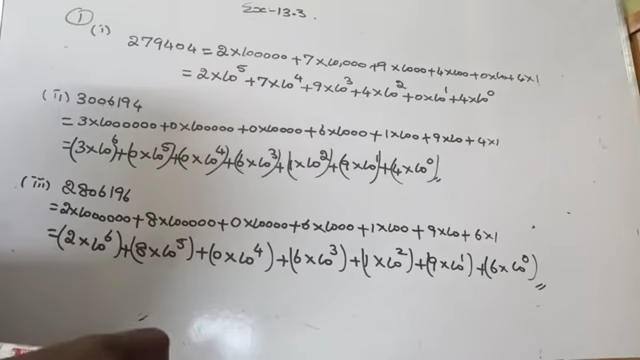 Ex-13.3.
① (i)
279404 = 2×100000 + 7×10,000 + 9×1000 + 4×100 + 0×10 + 4×1
= 2×10⁵ + 7×10⁴ + 9×10³ + 4×10² + 0×10¹ + 4×10⁰
(ii) 3006194
= 3×1000000 + 0×100000 + 0×10000 + 6×1000 + 1×100 + 9×10 + 4×1
= (3×10⁶) + (0×10⁵) + (0×10⁴) + (6×10³) + (1×10²) + (9×10¹) + (4×10⁰)
(iii) 2806196
= 2×1000000 + 8×100000 + 0×10000 + 6×1000 + 1×100 + 9×10 + 6×1
= (2×10⁶) + (8×10⁵) + (0×10⁴) + (6×10³) + (1×10²) + (9×10¹) + (6×10⁰)